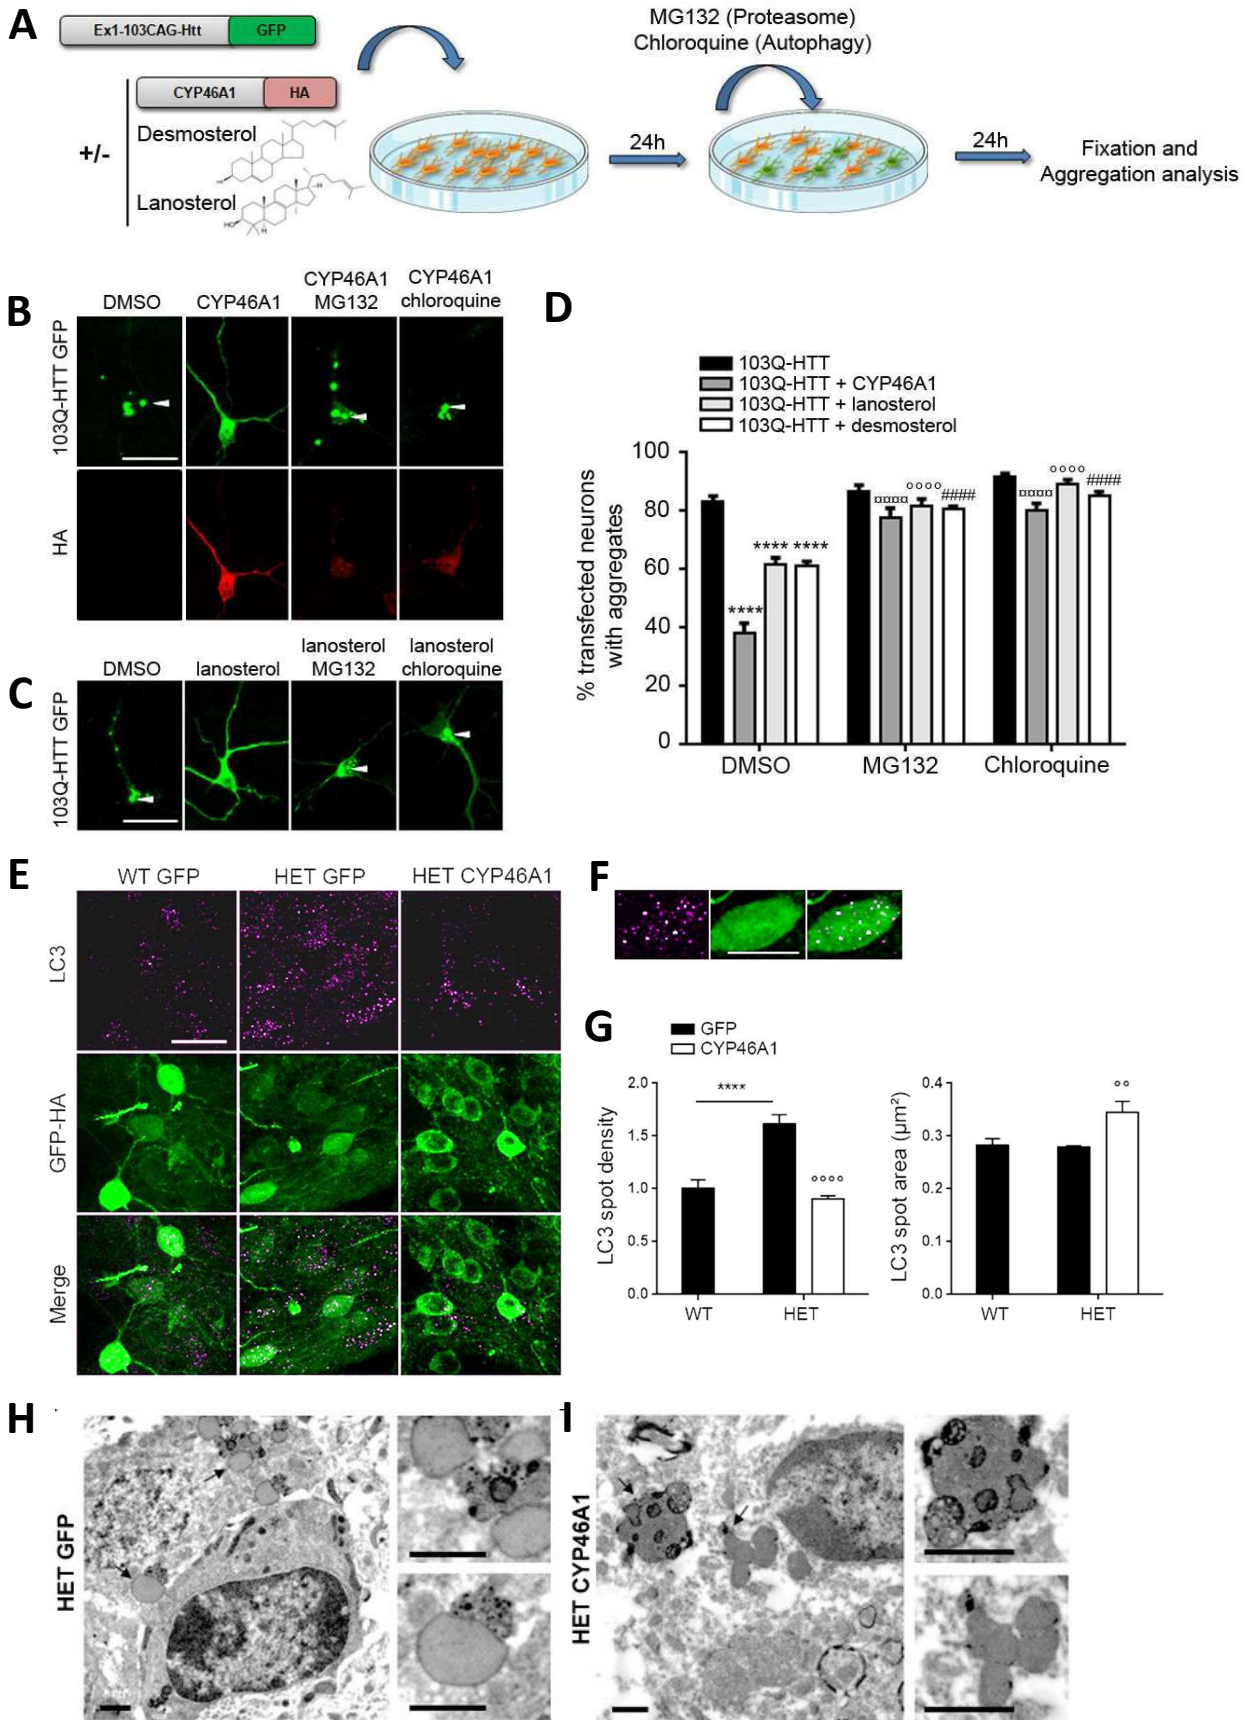 A
Ex1-103CAG-Htt GFP
+/-
CYP46A1 HA
Desmosterol
Lanosterol
HO
H
H
MG132 (Proteasome)
Chloroquine (Autophagy)
24h
24h
Fixation and
Aggregation analysis
B
DMSO
CYP46A1
CYP46A1
MG132
CYP46A1
chloroquine
103Q-HTT GFP
HA
C
DMSO
lanosterol
lanosterol
MG132
lanosterol
chloroquine
103Q-HTT GFP
D
103Q-HTT
103Q-HTT + CYP46A1
103Q-HTT + lanosterol
103Q-HTT + desmosterol
% transfected neurons
with aggregates
100
80
60
40
20
0
****
**** ****
¤¤¤¤
°°°°
####
¤¤¤¤
°°°°
####
DMSO
MG132
Chloroquine
E
WT GFP
HET GFP
HET CYP46A1
LC3
GFP-HA
Merge
F
G
GFP
CYP46A1
LC3 spot density
2.0
1.5
1.0
0.5
0.0
****
°°°°
WT
HET
LC3 spot area (µm²)
0.4
0.3
0.2
0.1
0.0
°°
WT
HET
H
HET GFP
I
HET CYP46A1